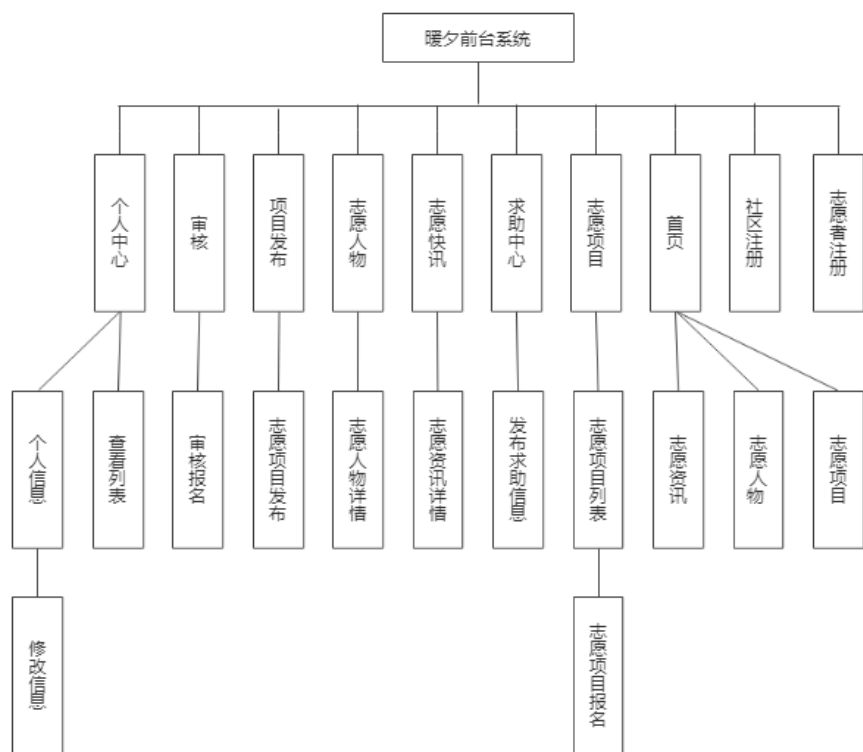 暖夕前台系统
个人中心
审核
项目发布
志愿人物
志愿快讯
求助中心
志愿项目
首页
社区注册
志愿者注册
个人信息
查看列表
审核报名
志愿项目发布
志愿人物详情
志愿资讯详情
发布求助信息
志愿项目列表
志愿资讯
志愿人物
志愿项目
修改信息
志愿项目报名